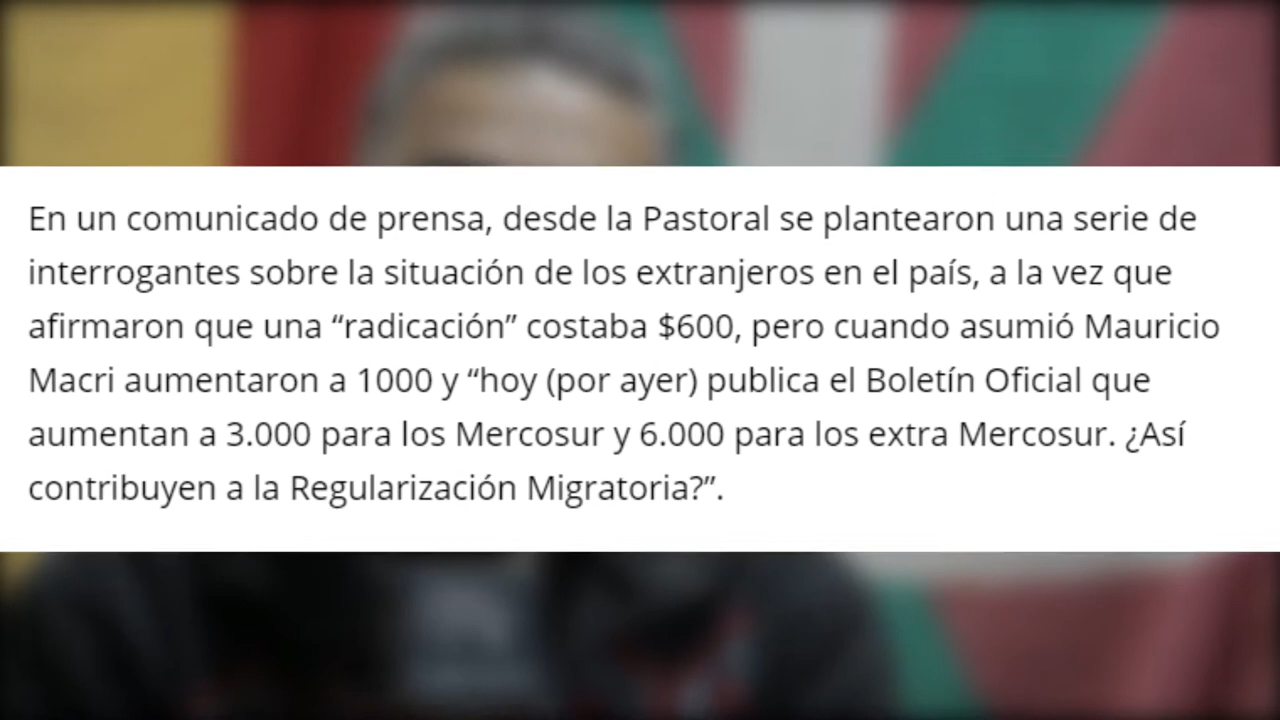 En un comunicado de prensa, desde la Pastoral se plantearon una serie de
interrogantes sobre la situación de los extranjeros en el país, a la vez que
afirmaron que una “radicación” costaba $600, pero cuando asumió Mauricio
Macri aumentaron a 1000 y “hoy (por ayer) publica el Boletín Oficial que
aumentan a 3.000 para los Mercosur y 6.000 para los extra Mercosur. ¿Así
contribuyen a la Regularización Migratoria?”.